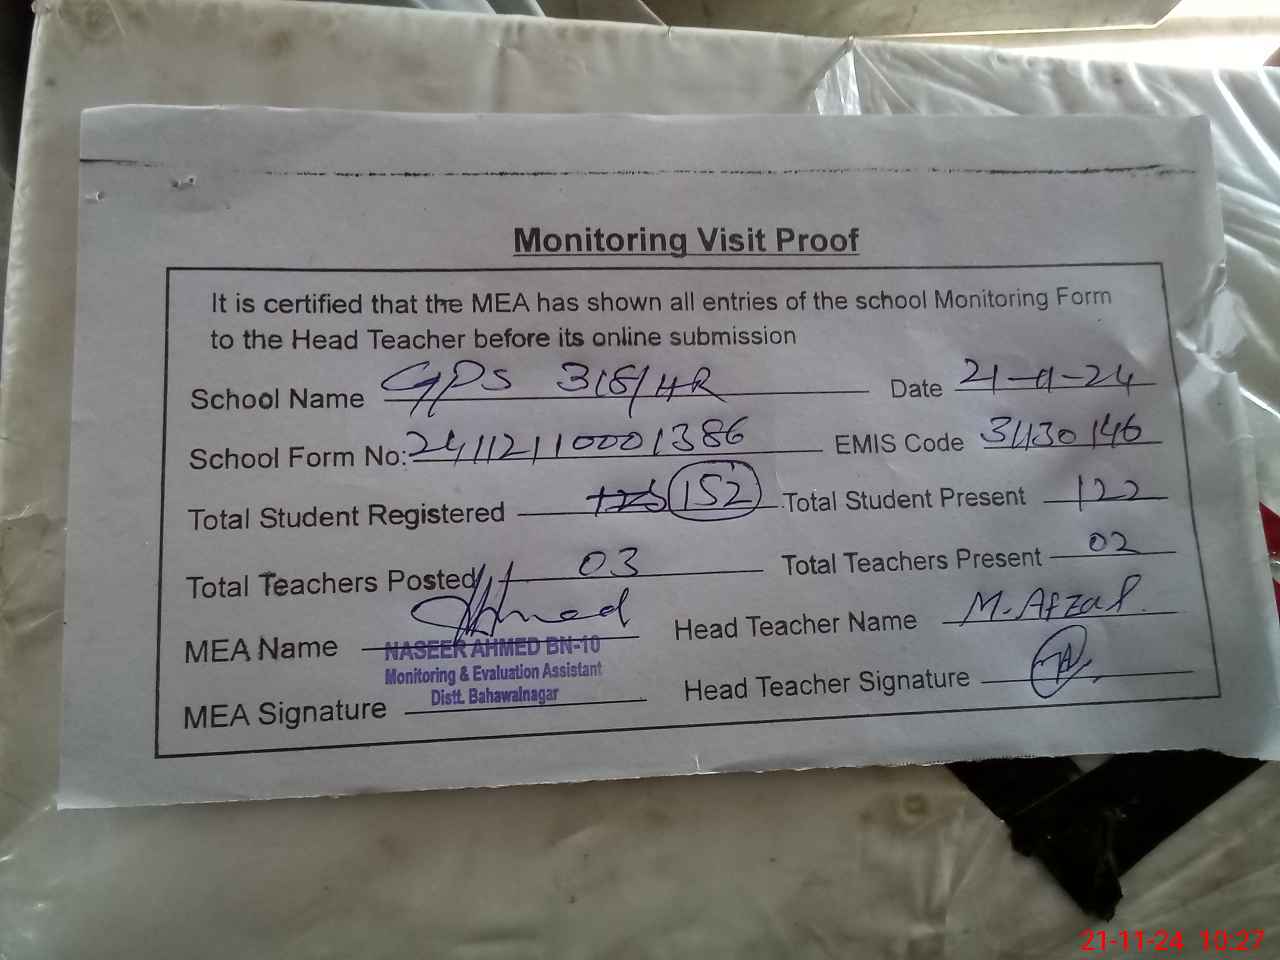 Monitoring Visit Proof
It is certified that the MEA has shown all entries of the school Monitoring Form
to the Head Teacher before its online submission
School Name GPS 318/HR Date 21-11-24
School Form No: 24112110001386 EMIS Code 31130146
Total Student Registered 152 Total Student Present 122
Total Teachers Posted 03 Total Teachers Present 02
MEA Name Ahmed Head Teacher Name M. Afzal
NASEER AHMED BN-10
Monitoring & Evaluation Assistant
Distt. Bahawalnagar
MEA Signature Head Teacher Signature
21-11-24 10:27